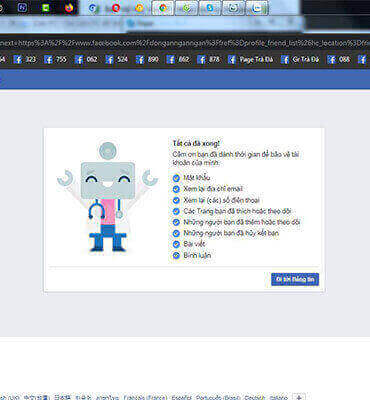 next=https%3A%2F%2Fwww.facebook.com%2Fdongannganngan%3Fref%3Dprofile_friend_list%26hc_location%3Dfrie
64 323 755 062 524 890 862 878 Page Trà Đá Gr Trà Đá 088
Tất cả đã xong!
Cảm ơn bạn đã dành thời gian để bảo vệ tài
khoản của mình:
Mật khẩu
Xem lại địa chỉ email
Xem lại (các) số điện thoại
Các Trang bạn đã thích hoặc theo dõi
Những người bạn đã thêm hoặc theo dõi
Những người bạn đã hủy kết bạn
Bài viết
Bình luận
Đi tới Bảng tin
Français (France) Español Português (Brasil) Deutsch Italiano +